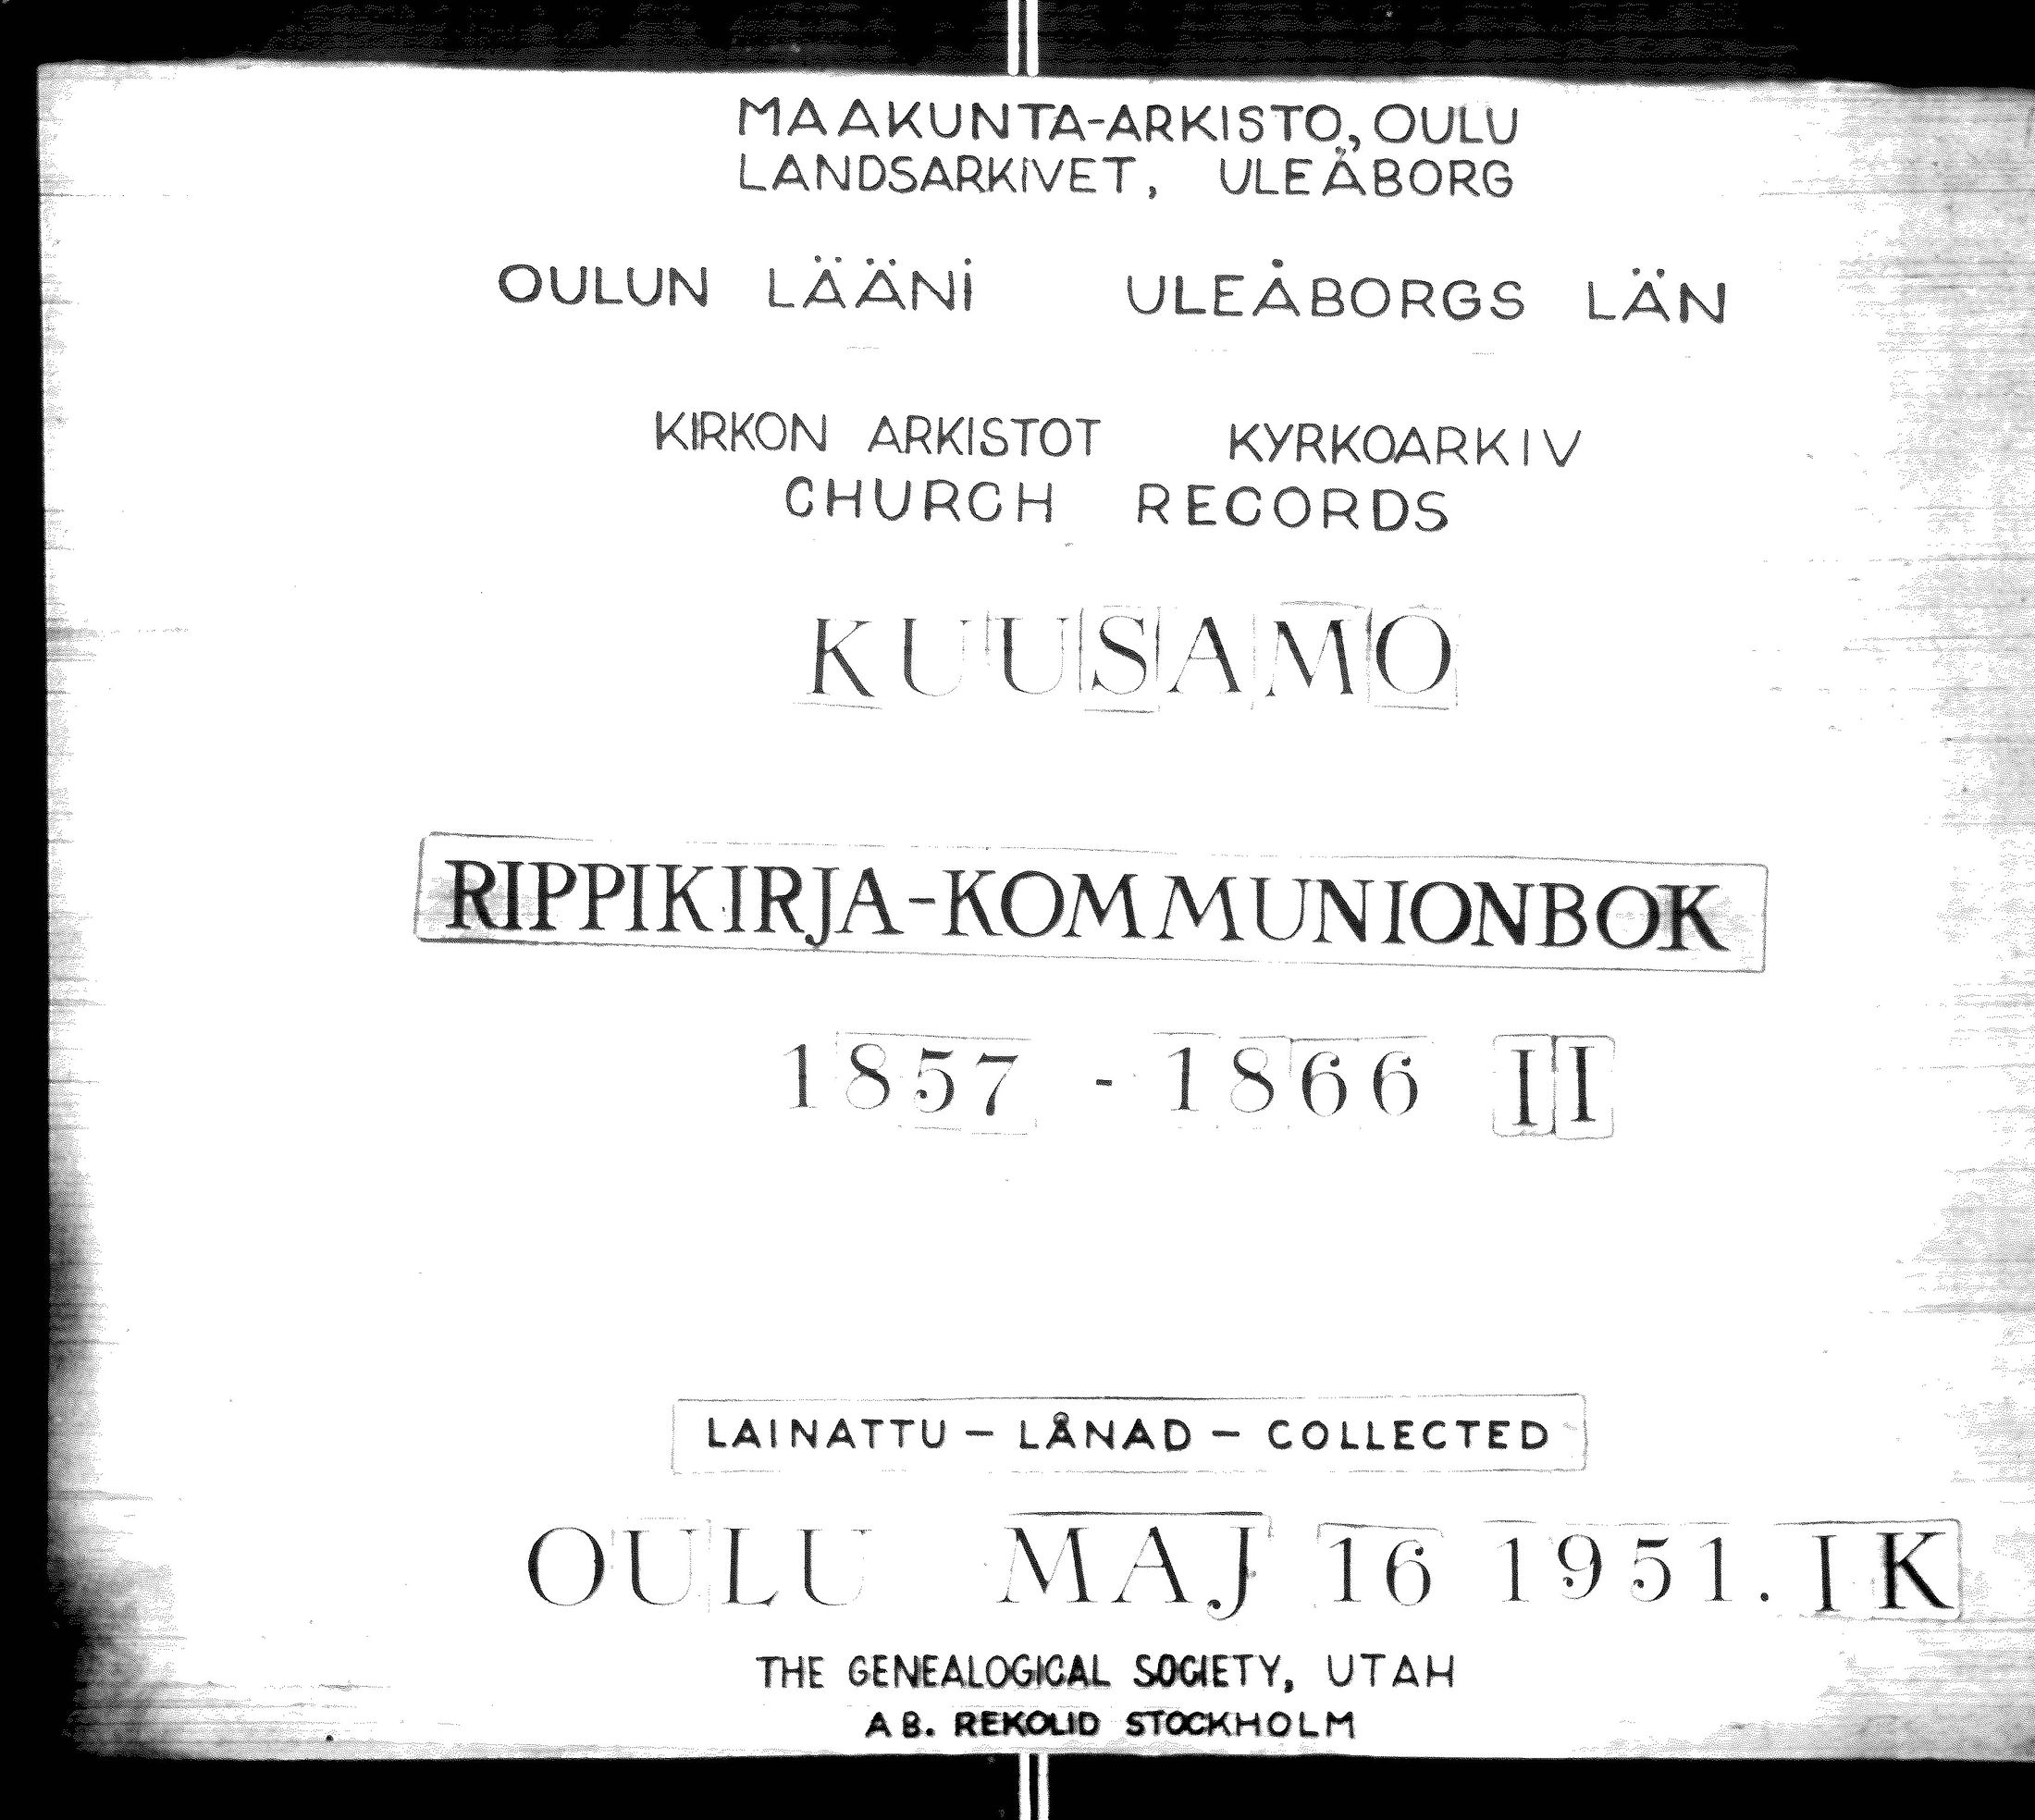 MAAKUNTA-ARKISTO, OULU
LANDSARKIVET, ULEÅBORG
OULUN LÄÄNI ULEÅBORGS LÄN
KIRKON ARKISTOT KYRKOARKIV
CHURCH RECORDS
KUUSAMO
RIPPIKIRJA-KOMMUNIONBOK
1857 - 1866 II
LAINATTU — LÅNAD — COLLECTED
OULU MAJ 16 1951. IK
THE GENEALOGICAL SOCIETY, UTAH
AB. REKOLID STOCKHOLM